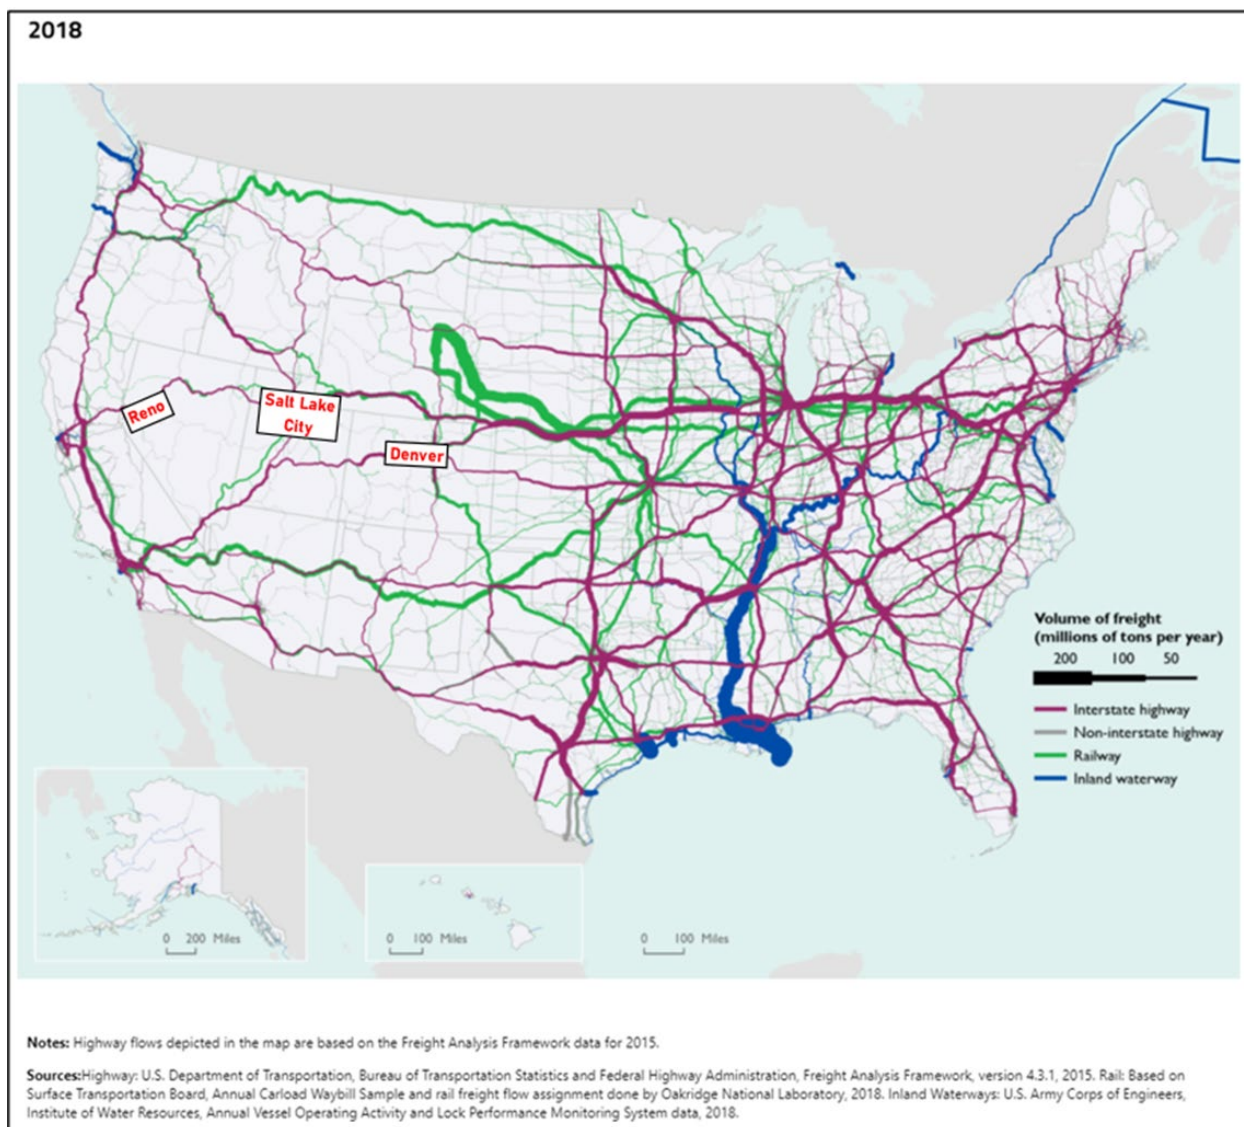 2018
Reno
Salt Lake
City
Denver
Volume of freight
(millions of tons per year)
200 100 50
Interstate highway
Non-interstate highway
Railway
Inland waterway
0 200 Miles
0 100 Miles
0 100 Miles
Notes: Highway flows depicted in the map are based on the Freight Analysis Framework data for 2015.
Sources:Highway: U.S. Department of Transportation, Bureau of Transportation Statistics and Federal Highway Administration, Freight Analysis Framework, version 4.3.1, 2015. Rail: Based on
Surface Transportation Board, Annual Carload Waybill Sample and rail freight flow assignment done by Oakridge National Laboratory, 2018. Inland Waterways: U.S. Army Corps of Engineers,
Institute of Water Resources, Annual Vessel Operating Activity and Lock Performance Monitoring System data, 2018.